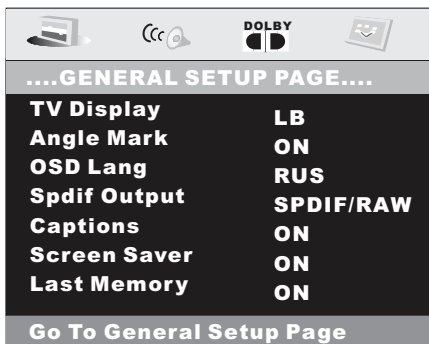 DOLBY
....GENERAL SETUP PAGE....
TV Display LB
Angle Mark ON
OSD Lang RUS
Spdif Output SPDIF/RAW
Captions ON
Screen Saver ON
Last Memory ON
Go To General Setup Page